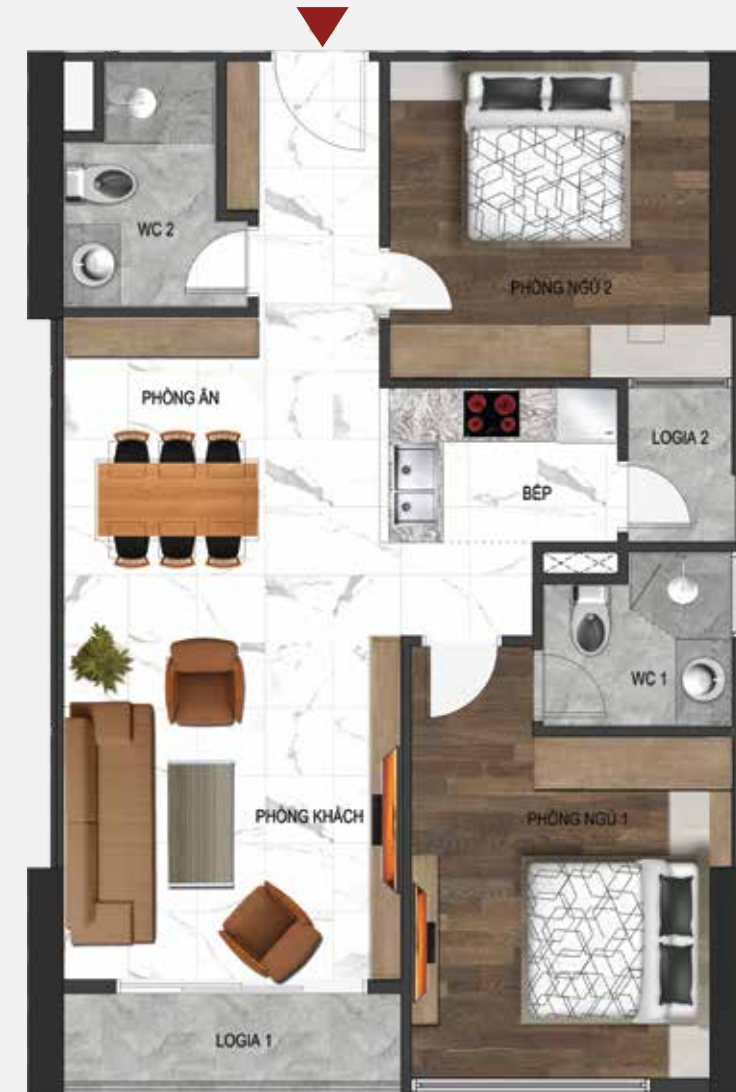 WC 2
PHÒNG NGỦ 2
PHÒNG ĂN
LOGIA 2
BẾP
WC 1
PHÒNG KHÁCH
PHÒNG NGỦ 1
LOGIA 1